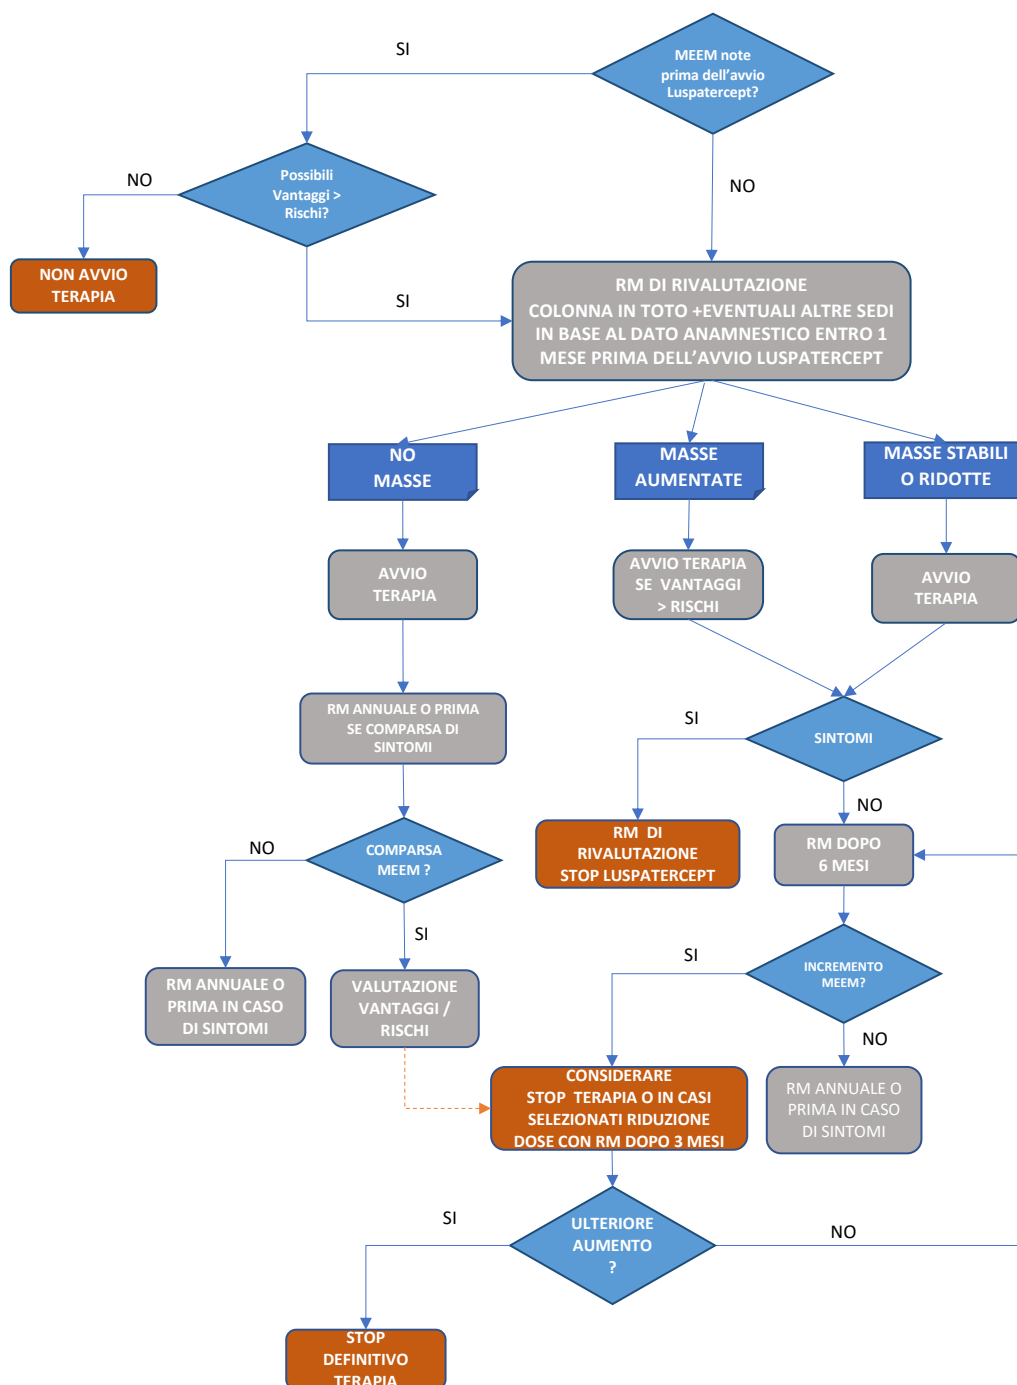 SI
MEEM note
prima dell'avvio
Luspatercept?
NO
Possibili
Vantaggi >
Rischi?
NO
NON AVVIO
TERAPIA
SI
RM DI RIVALUTAZIONE
COLONNA IN TOTO +EVENTUALI ALTRE SEDI
IN BASE AL DATO ANAMNESTICO ENTRO 1
MESE PRIMA DELL'AVVIO LUSPATERCEPT
NO
MASSE
MASSE
AUMENTATE
MASSE STABILI
O RIDOTTE
AVVIO
TERAPIA
AVVIO TERAPIA
SE VANTAGGI
> RISCHI
AVVIO
TERAPIA
RM ANNUALE O PRIMA
SE COMPARSA DI
SINTOMI
SI
SINTOMI
NO
RM DI
RIVALUTAZIONE
STOP LUSPATERCEPT
RM DOPO
6 MESI
NO
COMPARSA
MEEM ?
SI
RM ANNUALE O
PRIMA IN CASO
DI SINTOMI
VALUTAZIONE
VANTAGGI /
RISCHI
SI
INCREMENTO
MEEM?
NO
CONSIDERARE
STOP TERAPIA O IN CASI
SELEZIONATI RIDUZIONE
DOSE CON RM DOPO 3 MESI
RM ANNUALE O
PRIMA IN CASO
DI SINTOMI
SI
ULTERIORE
AUMENTO
?
NO
STOP
DEFINITIVO
TERAPIA